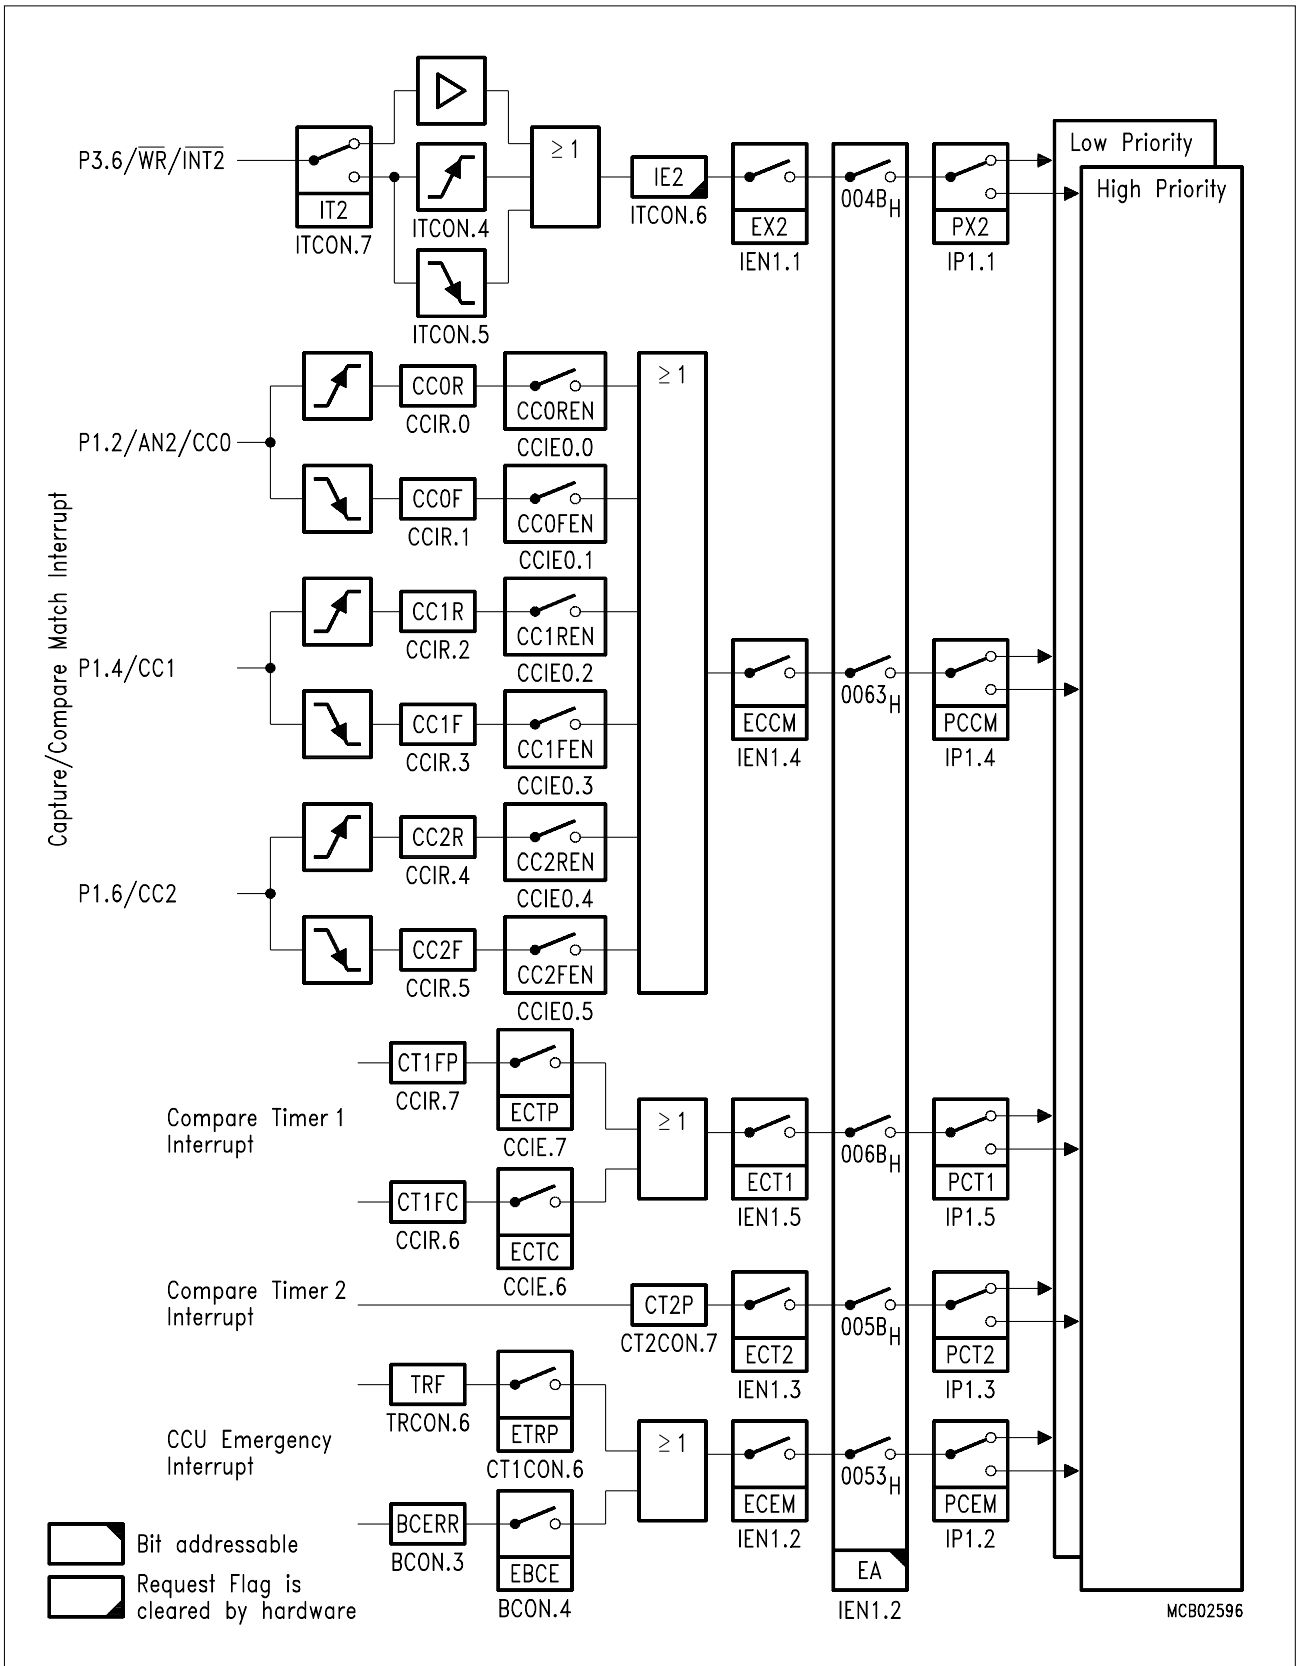 Low Priority
High Priority
P3.6/WR/INT2
IT2
ITCON.7
ITCON.4
ITCON.5
≥1
IE2
ITCON.6
EX2
IEN1.1
004BH
PX2
IP1.1
Capture/Compare Match Interrupt
P1.2/AN2/CC0
CC0R
CCIR.0
CC0REN
CCIE0.0
CC0F
CCIR.1
CC0FEN
CCIE0.1
≥1
P1.4/CC1
CC1R
CCIR.2
CC1REN
CCIE0.2
CC1F
CCIR.3
CC1FEN
CCIE0.3
ECCM
IEN1.4
0063H
PCCM
IP1.4
P1.6/CC2
CC2R
CCIR.4
CC2REN
CCIE0.4
CC2F
CCIR.5
CC2FEN
CCIE0.5
Compare Timer 1
Interrupt
CT1FP
CCIR.7
ECTP
CCIE.7
CT1FC
CCIR.6
ECTC
CCIE.6
≥1
ECT1
IEN1.5
006BH
PCT1
IP1.5
Compare Timer 2
Interrupt
CT2P
CT2CON.7
ECT2
IEN1.3
005BH
PCT2
IP1.3
CCU Emergency
Interrupt
TRF
TRCON.6
ETRP
CT1CON.6
BCERR
BCON.3
EBCE
BCON.4
≥1
ECEM
IEN1.2
0053H
PCEM
IP1.2
EA
IEN1.2
Bit addressable
Request Flag is
cleared by hardware
MCB02596